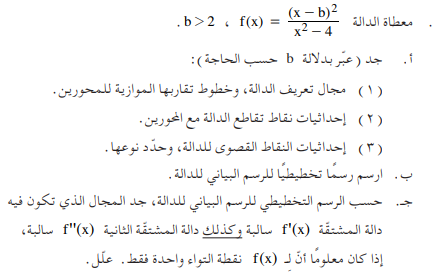 . معطاة الدالة f(x) = (x − b)² / (x² − 4) ، b > 2 .
أ. جد ( عبّر بدلالة b حسب الحاجة ) :
( ١ ) مجال تعريف الدالة، وخطوط تقاربها الموازية للمحورين.
( ٢ ) إحداثيات نقاط تقاطع الدالة مع المحورين.
( ٣ ) إحداثيات النقاط القصوى للدالة، وحدّد نوعها.
ب. ارسم رسمًا تخطيطيًا للرسم البياني للدالة.
جـ. حسب الرسم التخطيطي للرسم البياني للدالة، جد المجال الذي تكون فيه
دالة المشتقّة f'(x) سالبة وكذلك دالة المشتقّة الثانية f''(x) سالبة،
إذا كان معلومًا أنّ لـ f(x) نقطة التواء واحدة فقط. علّل.